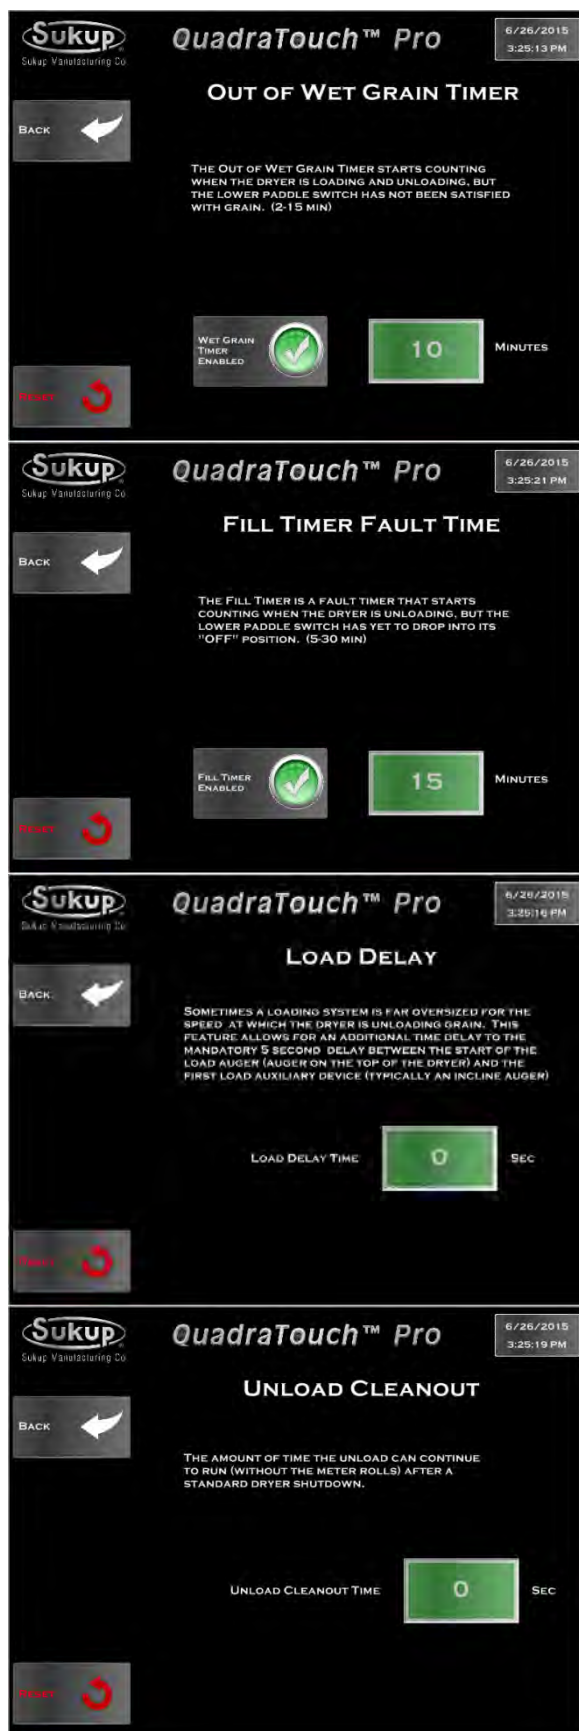 Sukup
Sukup Manufacturing Co.
QuadraTouch™ Pro
6/26/2015
3:25:13 PM
OUT OF WET GRAIN TIMER
BACK
THE OUT OF WET GRAIN TIMER STARTS COUNTING
WHEN THE DRYER IS LOADING AND UNLOADING, BUT
THE LOWER PADDLE SWITCH HAS NOT BEEN SATISFIED
WITH GRAIN. (2-15 MIN)
WET GRAIN
TIMER
ENABLED
10
MINUTES
RESET
Sukup
Sukup Manufacturing Co.
QuadraTouch™ Pro
6/26/2015
3:25:21 PM
FILL TIMER FAULT TIME
BACK
THE FILL TIMER IS A FAULT TIMER THAT STARTS
COUNTING WHEN THE DRYER IS UNLOADING, BUT THE
LOWER PADDLE SWITCH HAS YET TO DROP INTO ITS
"OFF" POSITION. (5-30 MIN)
FILL TIMER
ENABLED
15
MINUTES
RESET
Sukup
Sukup Manufacturing Co.
QuadraTouch™ Pro
6/26/2015
3:25:16 PM
LOAD DELAY
BACK
SOMETIMES A LOADING SYSTEM IS FAR OVERSIZED FOR THE
SPEED AT WHICH THE DRYER IS UNLOADING GRAIN. THIS
FEATURE ALLOWS FOR AN ADDITIONAL TIME DELAY TO THE
MANDATORY 5 SECOND DELAY BETWEEN THE START OF THE
LOAD AUGER (AUGER ON THE TOP OF THE DRYER) AND THE
FIRST LOAD AUXILIARY DEVICE (TYPICALLY AN INCLINE AUGER)
LOAD DELAY TIME
0
SEC
RESET
Sukup
Sukup Manufacturing Co.
QuadraTouch™ Pro
6/26/2015
3:25:19 PM
UNLOAD CLEANOUT
BACK
THE AMOUNT OF TIME THE UNLOAD CAN CONTINUE
TO RUN (WITHOUT THE METER ROLLS) AFTER A
STANDARD DRYER SHUTDOWN.
UNLOAD CLEANOUT TIME
0
SEC
RESET